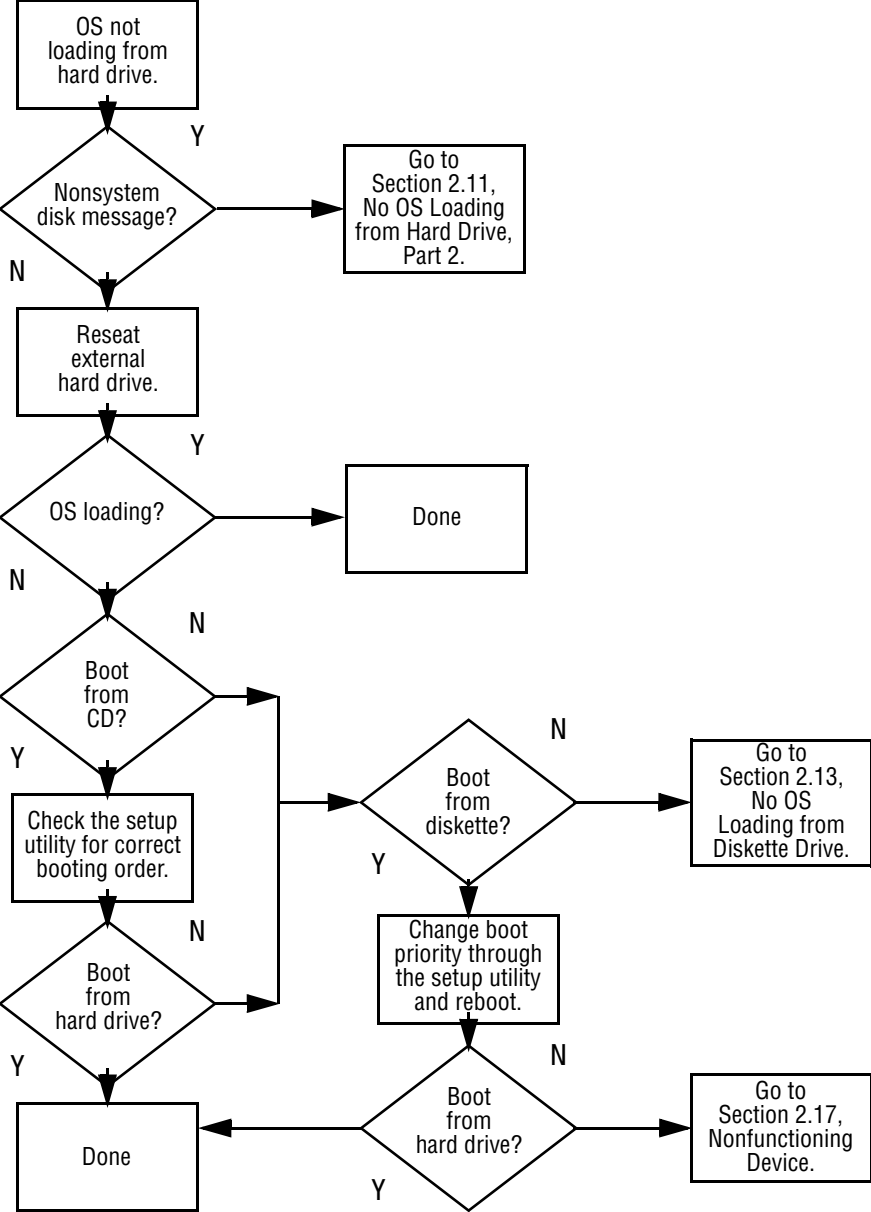 OS not
loading from
hard drive.
Y
Nonsystem
disk message?
Go to
Section 2.11,
No OS Loading
from Hard Drive,
Part 2.
N
Reseat
external
hard drive.
Y
OS loading?
Done
N
N
Boot
from
CD?
Y
Check the setup
utility for correct
booting order.
N
Boot
from
hard drive?
Y
Done
N
Boot
from
diskette?
Go to
Section 2.13,
No OS
Loading from
Diskette Drive.
Y
Change boot
priority through
the setup utility
and reboot.
N
Boot
from
hard drive?
Go to
Section 2.17,
Nonfunctioning
Device.
Y